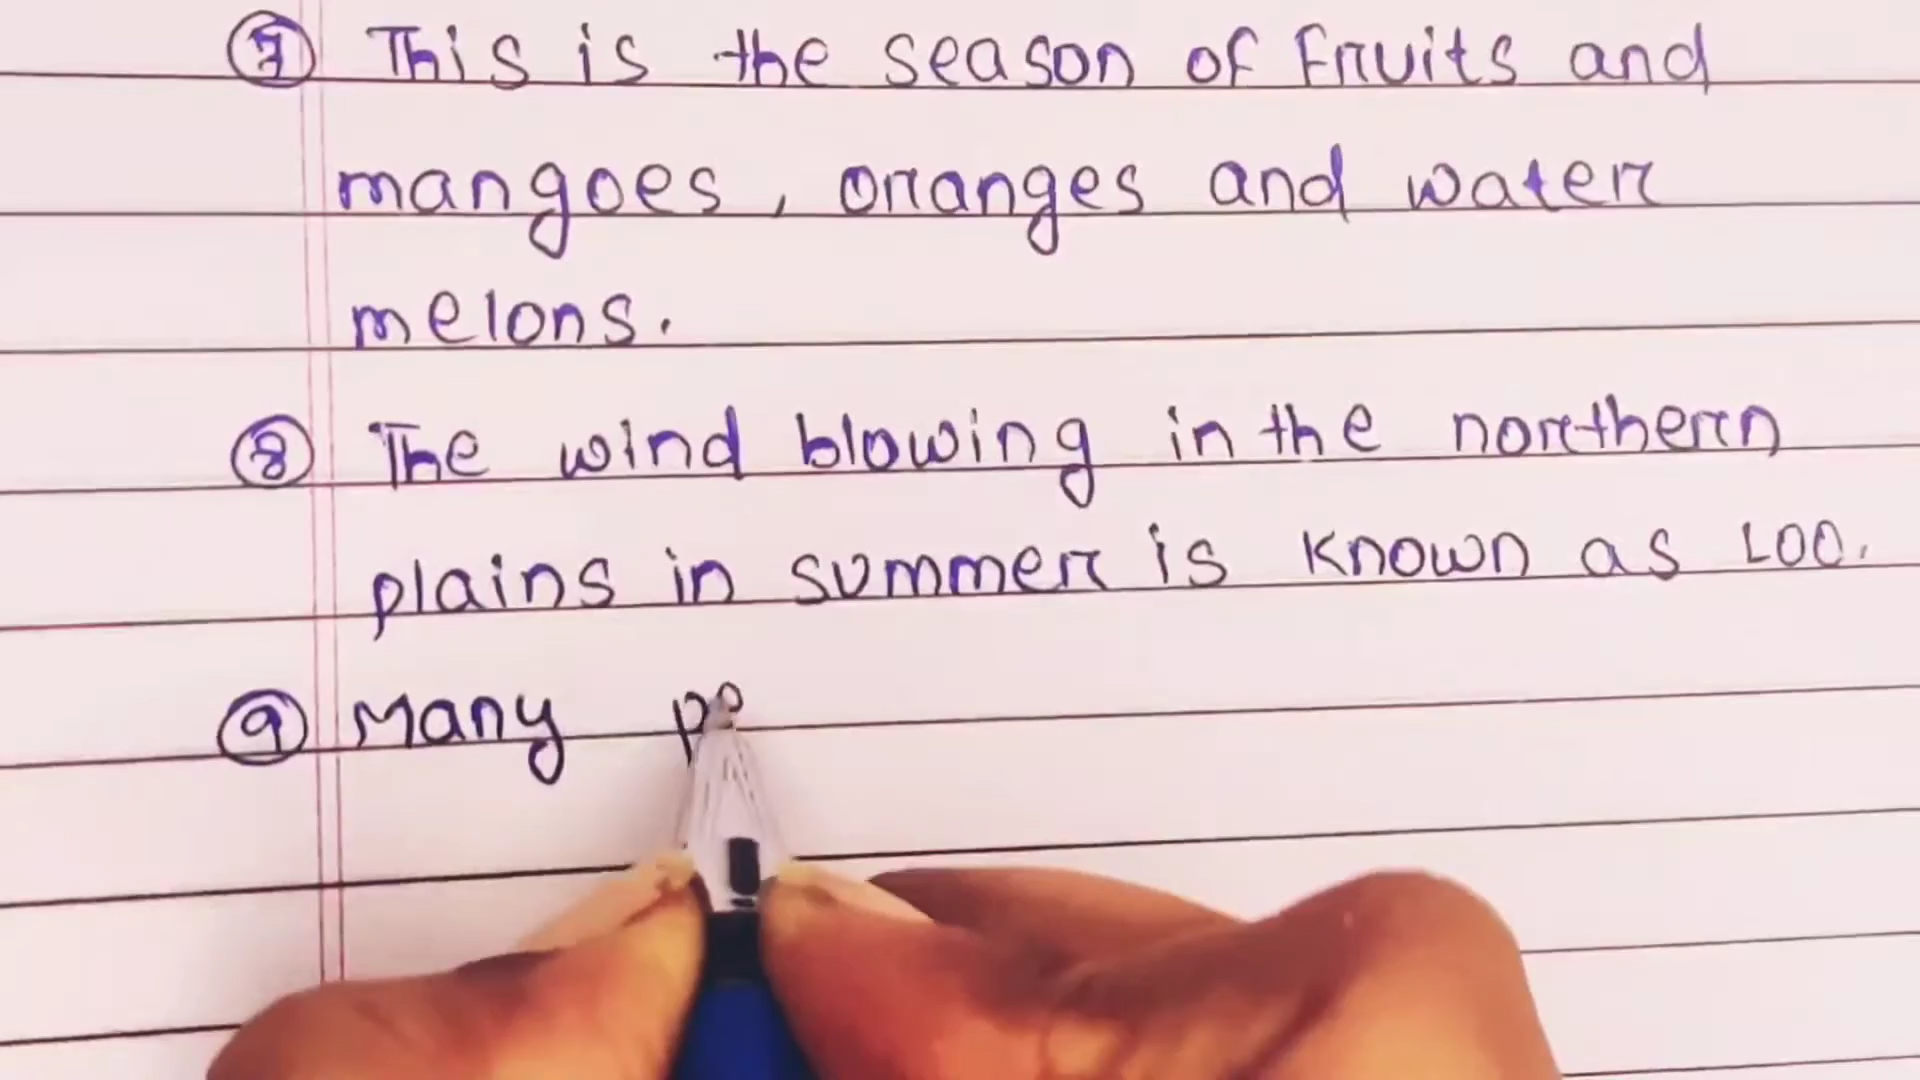 7 This is the season of Fruits and
mangoes, oranges and water
melons.
8 The wind blowing in the northern
plains in summer is known as Loo.
9 Many